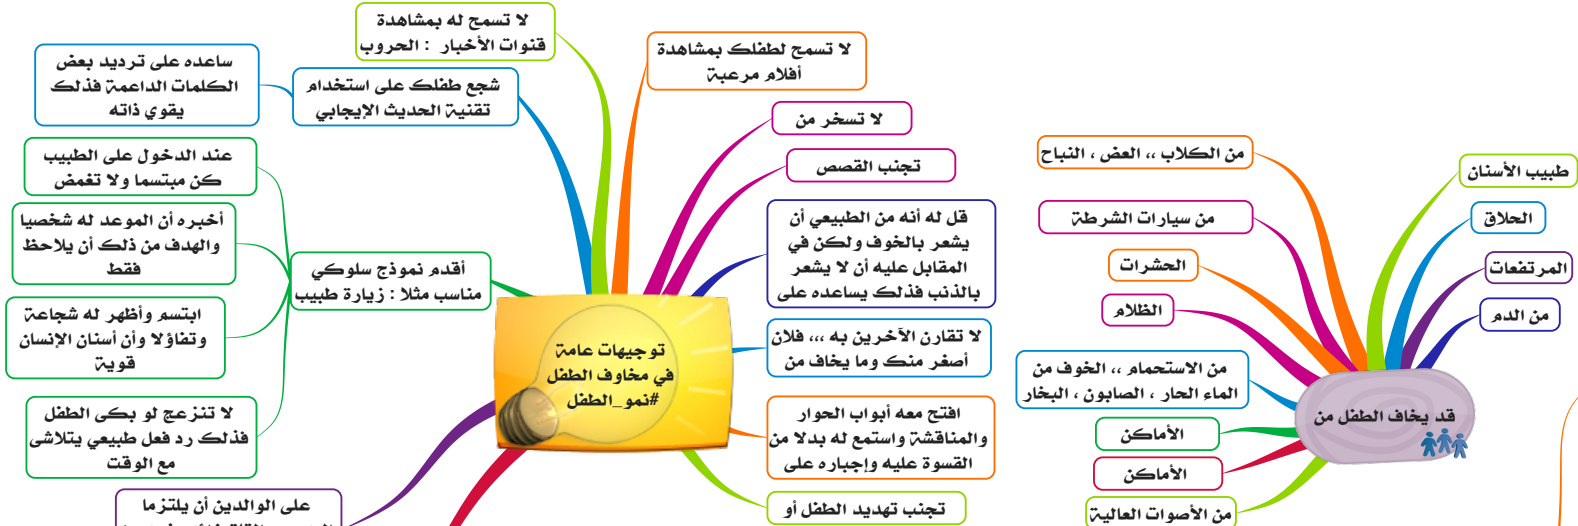 قد يخاف الطفل من
طبيب الأسنان
الحلاق
المرتفعات
من الدم
من الكلاب ،، العض ، النباح
من سيارات الشرطة
الحشرات
الظلام
من الاستحمام ،، الخوف من
الماء الحار ، الصابون ، البخار
الأماكن
الأماكن
من الأصوات العالية
توجيهات عامة
في مخاوف الطفل
#نمو_الطفل
لا تسمح لطفلك بمشاهدة
أفلام مرعبة
لا تسخر من
تجنب القصص
قل له أنه من الطبيعي أن
يشعر بالخوف ولكن في
المقابل عليه أن لا يشعر
بالذنب فذلك يساعده على
لا تقارن الآخرين به ،،، فلان
أصغر منك وما يخاف من
افتح معه أبواب الحوار
والمناقشة واستمع له بدلا من
القسوة عليه وإجباره على
تجنب تهديد الطفل أو
لا تسمح له بمشاهدة
قنوات الأخبار : الحروب
شجع طفلك على استخدام
تقنية الحديث الإيجابي
ساعده على ترديد بعض
الكلمات الداعمة فذلك
يقوي ذاته
أقدم نموذج سلوكي
مناسب مثلا : زيارة طبيب
عند الدخول على الطبيب
كن مبتسما ولا تغمض
أخبره أن الموعد له شخصيا
والهدف من ذلك أن يلاحظ
فقط
ابتسم وأظهر له شجاعة
وتفاؤلا وأن أسنان الإنسان
قوية
لا تنزعج لو بكى الطفل
فذلك رد فعل طبيعي يتلاشى
مع الوقت
على الوالدين أن يلتزما